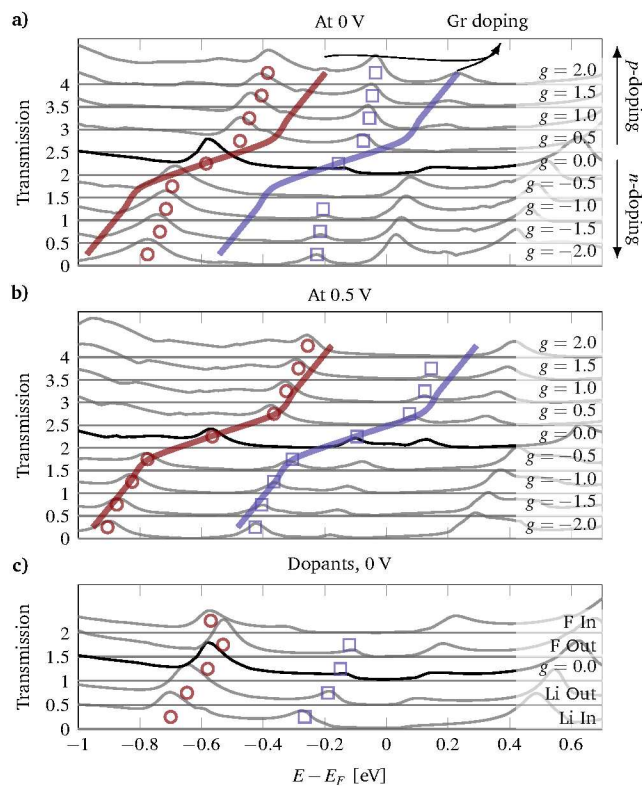 a)
At 0 V
Gr doping
Transmission
4
3.5
3
2.5
2
1.5
1
0.5
0
g = 2.0
g = 1.5
g = 1.0
g = 0.5
g = 0.0
g = −0.5
g = −1.0
g = −1.5
g = −2.0
p-doping
n-doping
b)
At 0.5 V
Transmission
4
3.5
3
2.5
2
1.5
1
0.5
0
g = 2.0
g = 1.5
g = 1.0
g = 0.5
g = 0.0
g = −0.5
g = −1.0
g = −1.5
g = −2.0
c)
Dopants, 0 V
Transmission
2
1.5
1
0.5
0
F In
F Out
g = 0.0
Li Out
Li In
−1 −0.8 −0.6 −0.4 −0.2 0 0.2 0.4 0.6
E − E_F [eV]